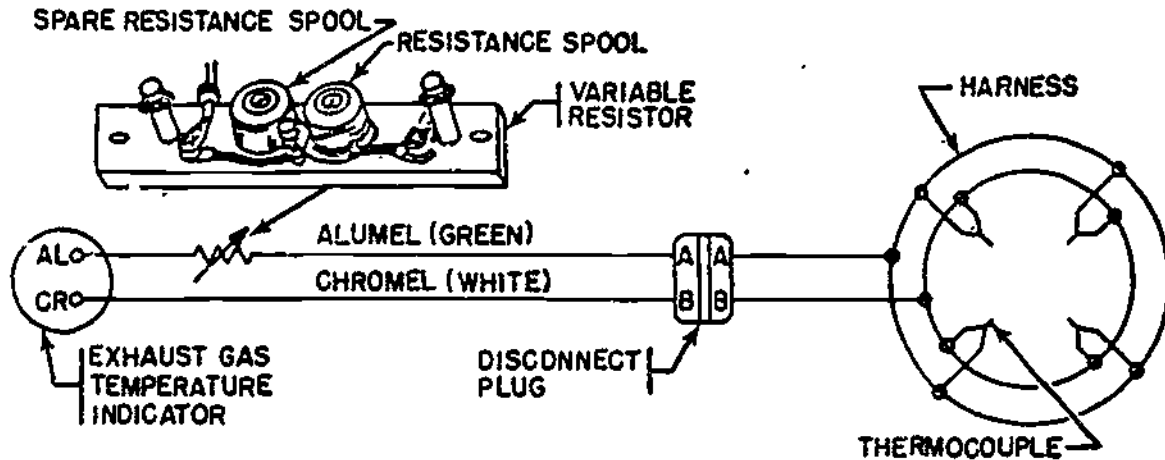 SPARE RESISTANCE SPOOL
RESISTANCE SPOOL
VARIABLE
RESISTOR
HARNESS
AL
ALUMEL (GREEN)
A A
CR
CHROMEL (WHITE)
B B
EXHAUST GAS
TEMPERATURE
INDICATOR
DISCONNECT
PLUG
THERMOCOUPLE